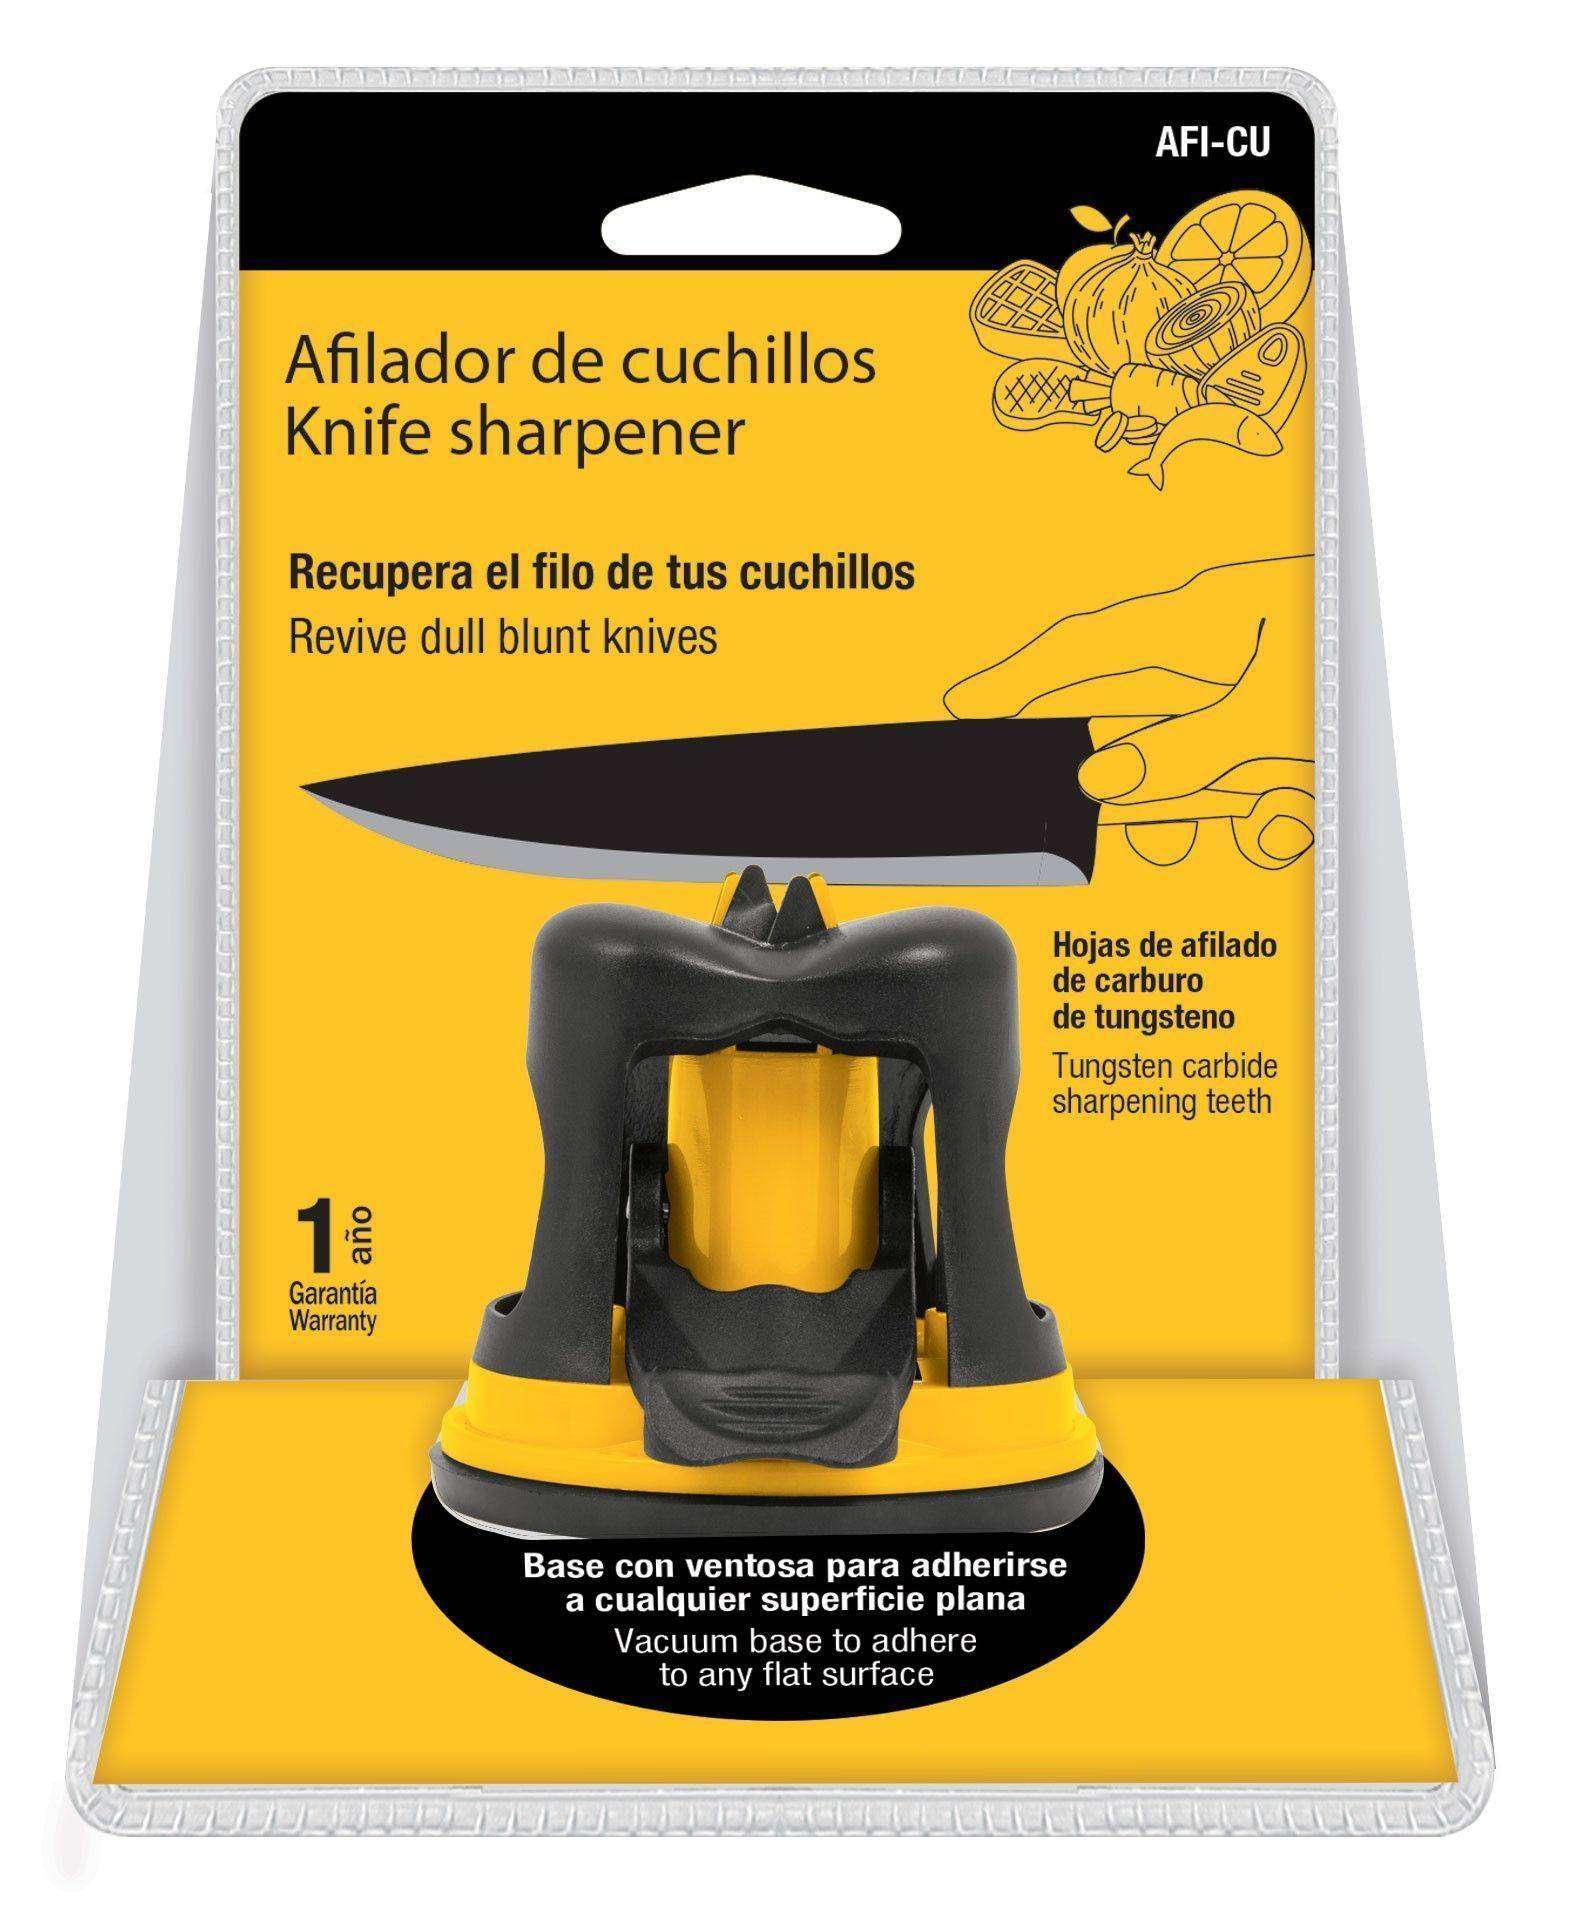 AFI-CU
Afilador de cuchillos
Knife sharpener
Recupera el filo de tus cuchillos
Revive dull blunt knives
Hojas de afilado
de carburo
de tungsteno
Tungsten carbide
sharpening teeth
1 año
Garantía
Warranty
Base con ventosa para adherirse
a cualquier superficie plana
Vacuum base to adhere
to any flat surface